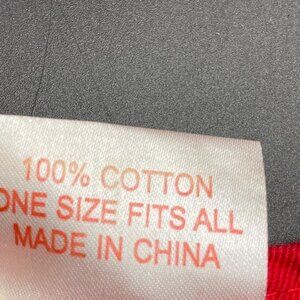 100% COTTON
ONE SIZE FITS ALL
MADE IN CHINA